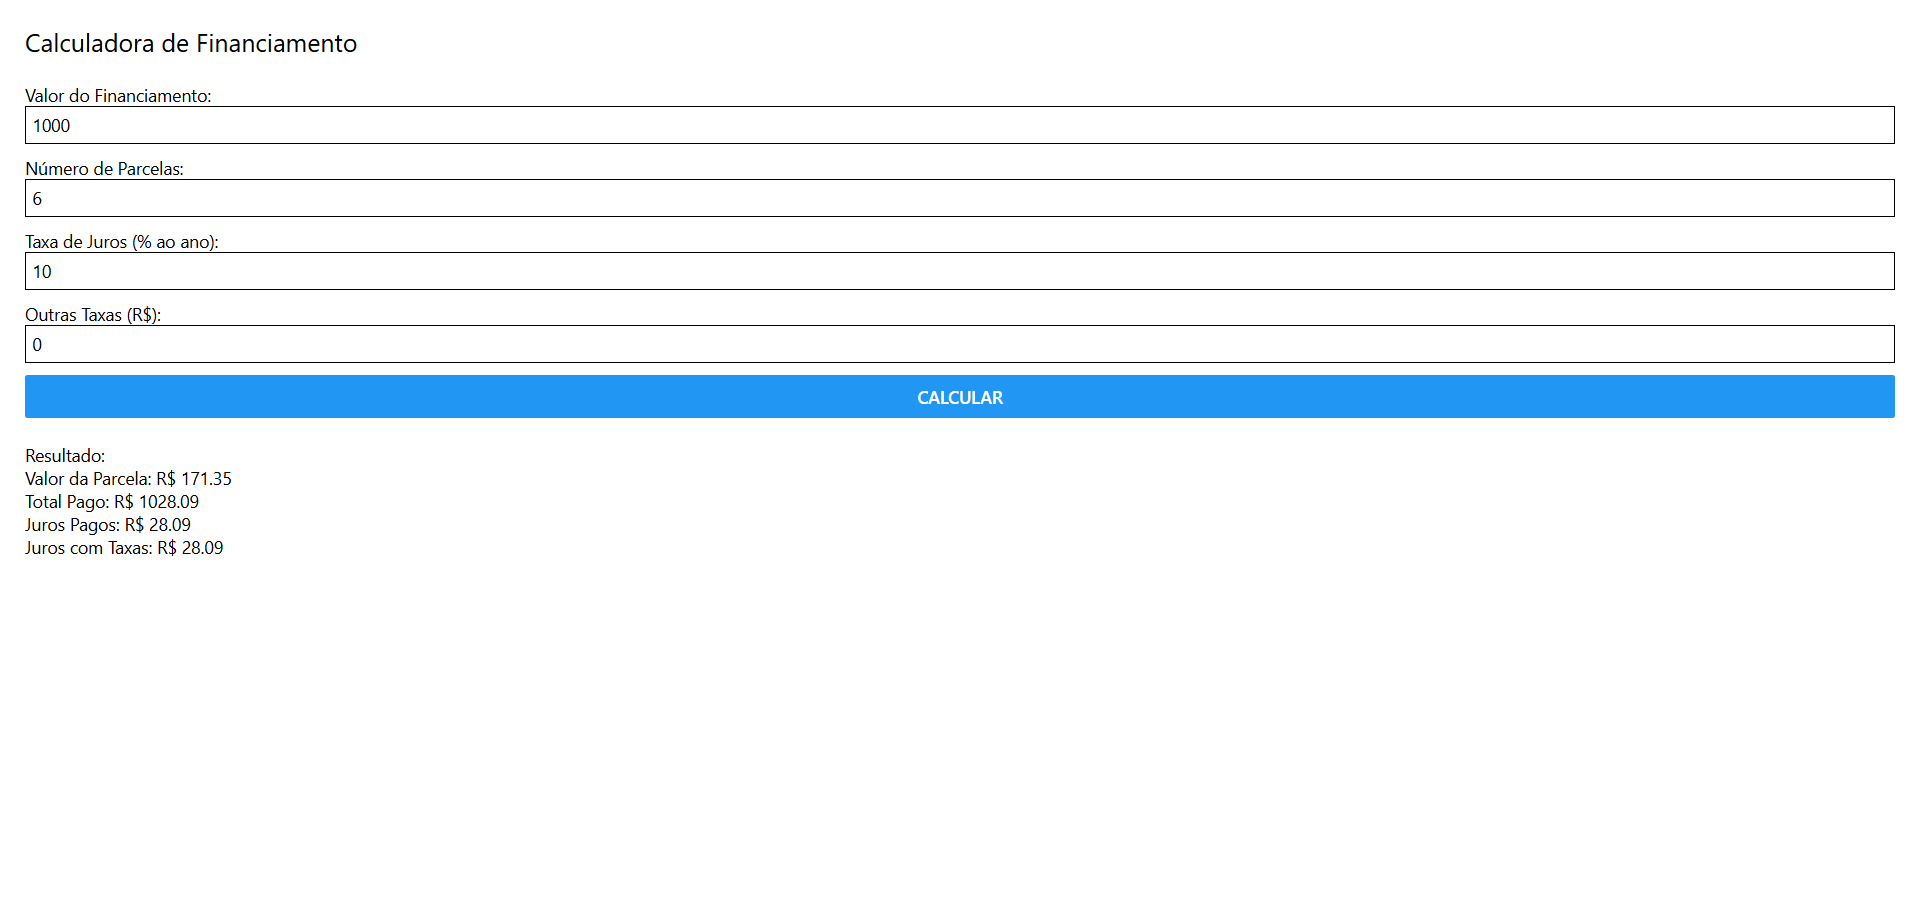 Calculadora de Financiamento
Valor do Financiamento:
1000
Número de Parcelas:
6
Taxa de Juros (% ao ano):
10
Outras Taxas (R$):
0
CALCULAR
Resultado:
Valor da Parcela: R$ 171.35
Total Pago: R$ 1028.09
Juros Pagos: R$ 28.09
Juros com Taxas: R$ 28.09